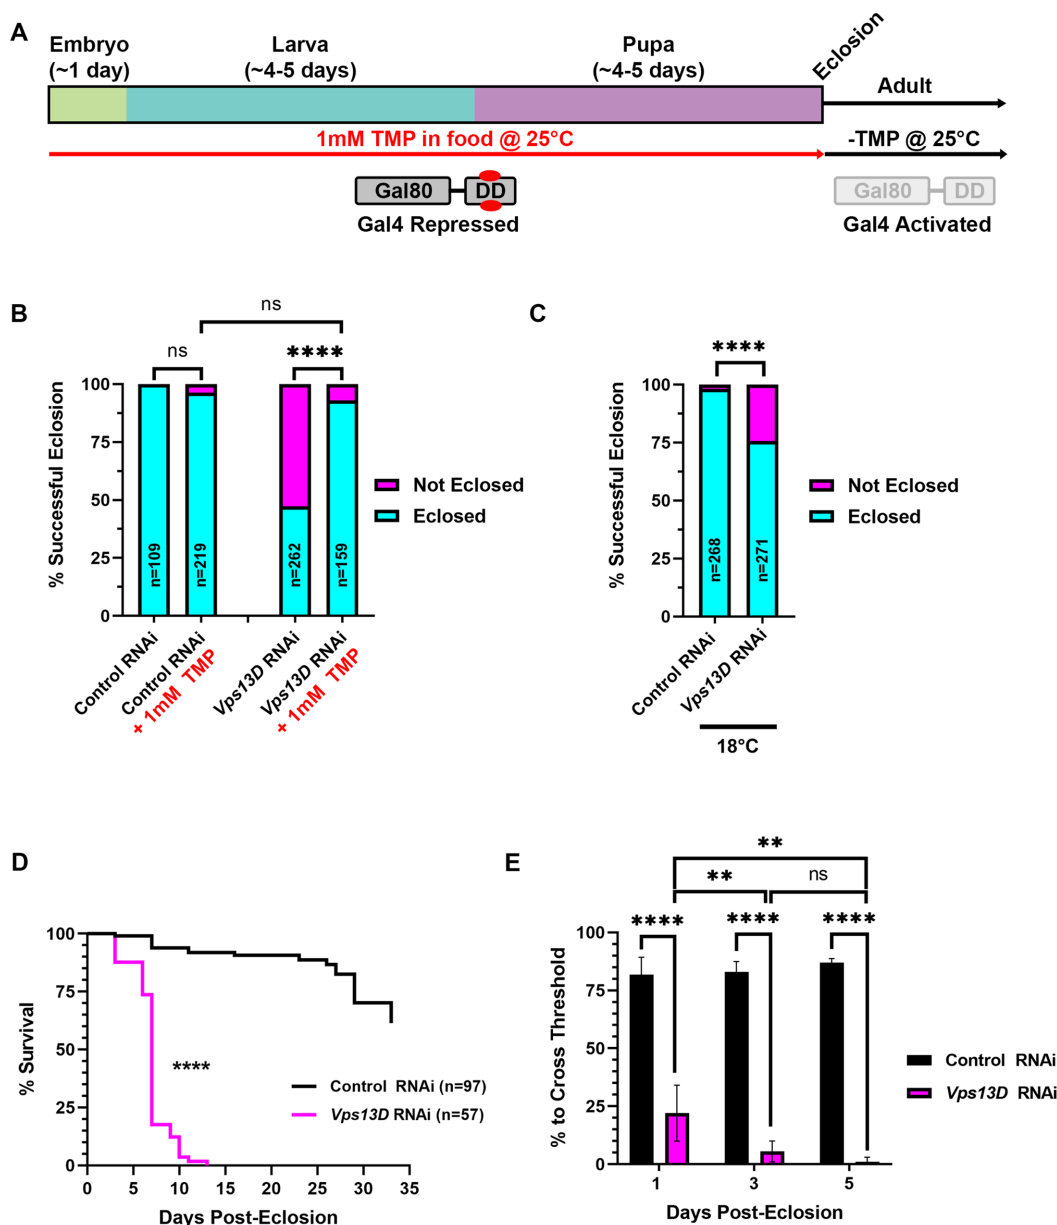 A
Embryo
(~1 day)
Larva
(~4-5 days)
Pupa
(~4-5 days)
Eclosion
Adult
1mM TMP in food @ 25°C
-TMP @ 25°C
Gal80
DD
Gal80
DD
Gal4 Repressed
Gal4 Activated
B
ns
ns
****
% Successful Eclosion
100
75
50
25
0
n=109
n=219
n=262
n=159
Control RNAi
Control RNAi
+ 1mM TMP
Vps13D RNAi
Vps13D RNAi
+ 1mM TMP
Not Eclosed
Eclosed
C
****
% Successful Eclosion
100
75
50
25
0
n=268
n=271
Control RNAi
Vps13D RNAi
18°C
Not Eclosed
Eclosed
D
% Survival
100
75
50
25
0
****
Control RNAi (n=97)
Vps13D RNAi (n=57)
0 5 10 15 20 25 30 35
Days Post-Eclosion
E
**
**
ns
****
****
****
% to Cross Threshold
100
75
50
25
0
1 3 5
Days Post-Eclosion
Control RNAi
Vps13D RNAi